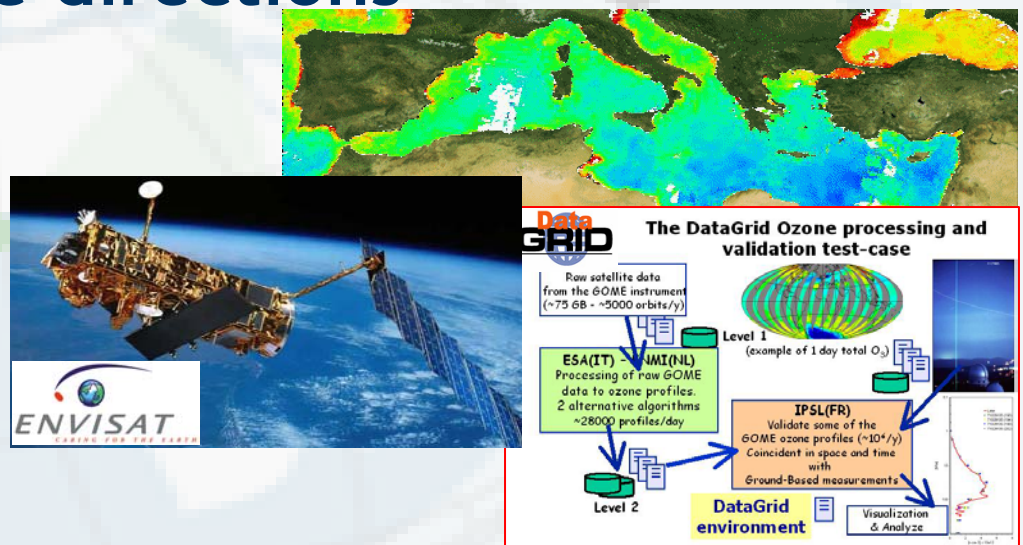 directions
ENVISAT
CARING FOR THE EARTH
Data
GRID
The DataGrid Ozone processing and
validation test-case
Raw satellite data
from the GOME instrument
(~75 GB - ~5000 orbits/y)
Level 1
(example of 1 day total O₃)
ESA(IT) - NMI(NL)
Processing of raw GOME
data to ozone profiles.
2 alternative algorithms
~28000 profiles/day
IPSL(FR)
Validate some of the
GOME ozone profiles (~10⁴/y)
Coincident in space and time
with
Ground-Based measurements
Level 2
DataGrid
environment
Visualization
& Analyze